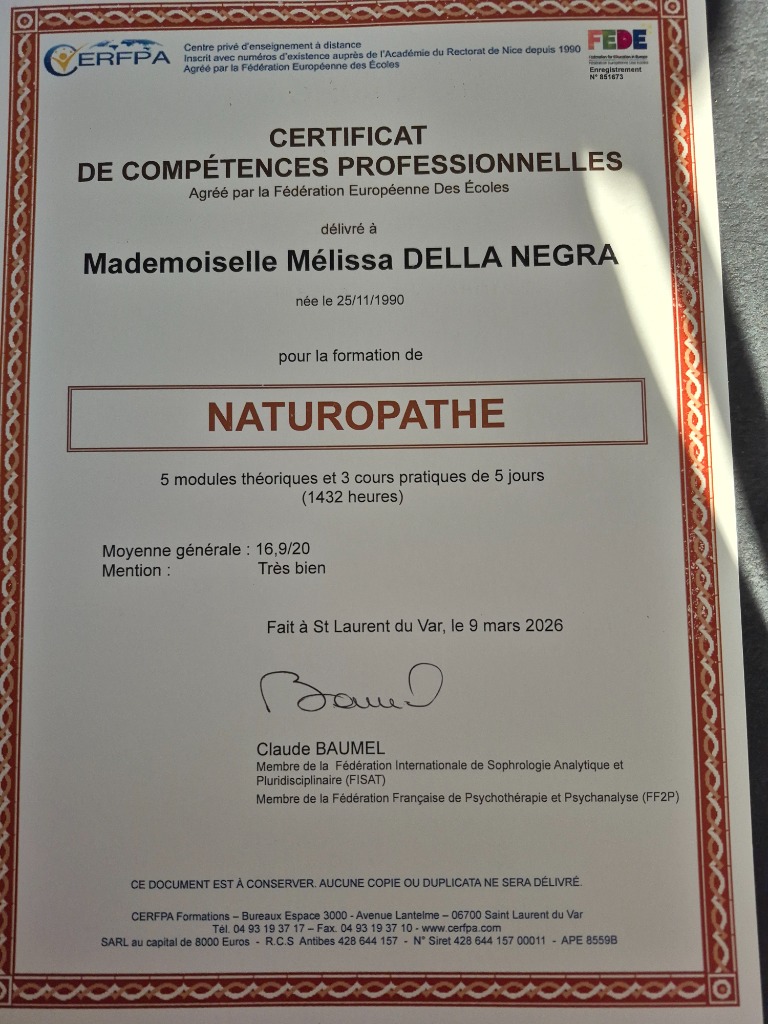 CERFPA
Centre privé d'enseignement à distance
Inscrit avec numéros d'existence auprès de l'Académie du Rectorat de Nice depuis 1990
Agréé par la Fédération Européenne des Écoles
FEDE
Enregistrement
N° 851673
CERTIFICAT
DE COMPÉTENCES PROFESSIONNELLES
Agréé par la Fédération Européenne Des Écoles
délivré à
Mademoiselle Mélissa DELLA NEGRA
née le 25/11/1990
pour la formation de
NATUROPATHE
5 modules théoriques et 3 cours pratiques de 5 jours
(1432 heures)
Moyenne générale : 16,9/20
Mention : Très bien
Fait à St Laurent du Var, le 9 mars 2026
Claude BAUMEL
Membre de la Fédération Internationale de Sophrologie Analytique et
Pluridisciplinaire (FISAT)
Membre de la Fédération Française de Psychothérapie et Psychanalyse (FF2P)
CE DOCUMENT EST À CONSERVER. AUCUNE COPIE OU DUPLICATA NE SERA DÉLIVRÉ.
CERFPA Formations – Bureaux Espace 3000 - Avenue Lantelme – 06700 Saint Laurent du Var
Tél. 04 93 19 37 17 – Fax. 04 93 19 37 10 - www.cerfpa.com
SARL au capital de 8000 Euros - R.C.S Antibes 428 644 157 - N° Siret 428 644 157 00011 - APE 8559B